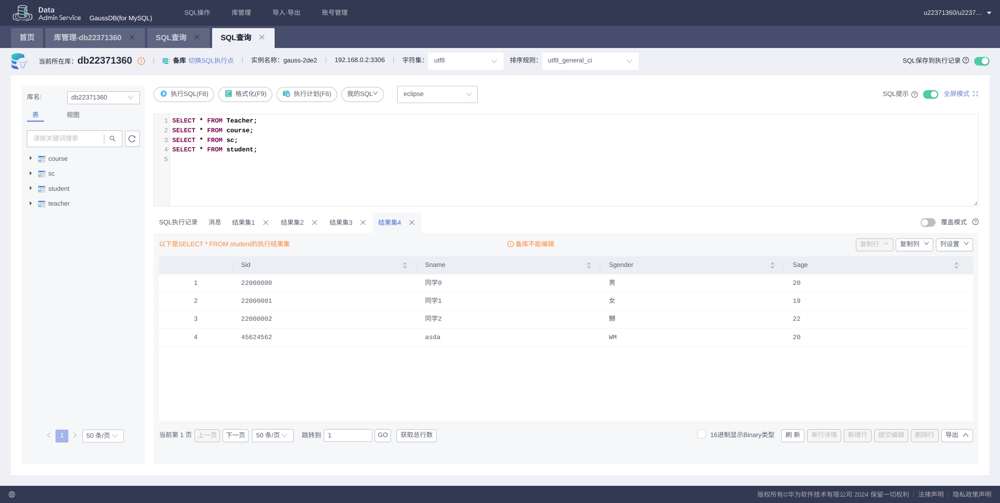 Data
Admin Service GaussDB(for MySQL) SQL操作 库管理 导入·导出 账号管理 u22371360/u2237...
首页 库管理-db22371360 SQL查询 SQL查询
当前所在库: db22371360 备库 切换SQL执行点 实例名称: gauss-2de2 192.168.0.2:3306 字符集: utf8 排序规则: utf8_general_ci SQL保存到执行记录
库名: db22371360 执行SQL(F8) 格式化(F9) 执行计划(F6) 我的SQL eclipse SQL提示 全屏模式
表 视图
请按关键词搜索
course
sc
student
teacher
1 SELECT * FROM Teacher;
2 SELECT * FROM course;
3 SELECT * FROM sc;
4 SELECT * FROM student;
5
SQL执行记录 消息 结果集1 结果集2 结果集3 结果集4 覆盖模式
以下是SELECT * FROM student的执行结果集 备库不能编辑 复制行 复制列 列设置
Sid Sname Sgender Sage
1 22000000 同学0 男 20
2 22000001 同学1 女 19
3 22000002 同学2 嬲 22
4 45624562 asda WM 20
1 50 条/页 当前第 1 页 上一页 下一页 50 条/页 跳转到 1 GO 获取总行数 16进制显示Binary类型 刷 新 单行详情 新增行 提交编辑 删除行 导出
版权所有©华为软件技术有限公司 2024 保留一切权利 法律声明 隐私政策声明